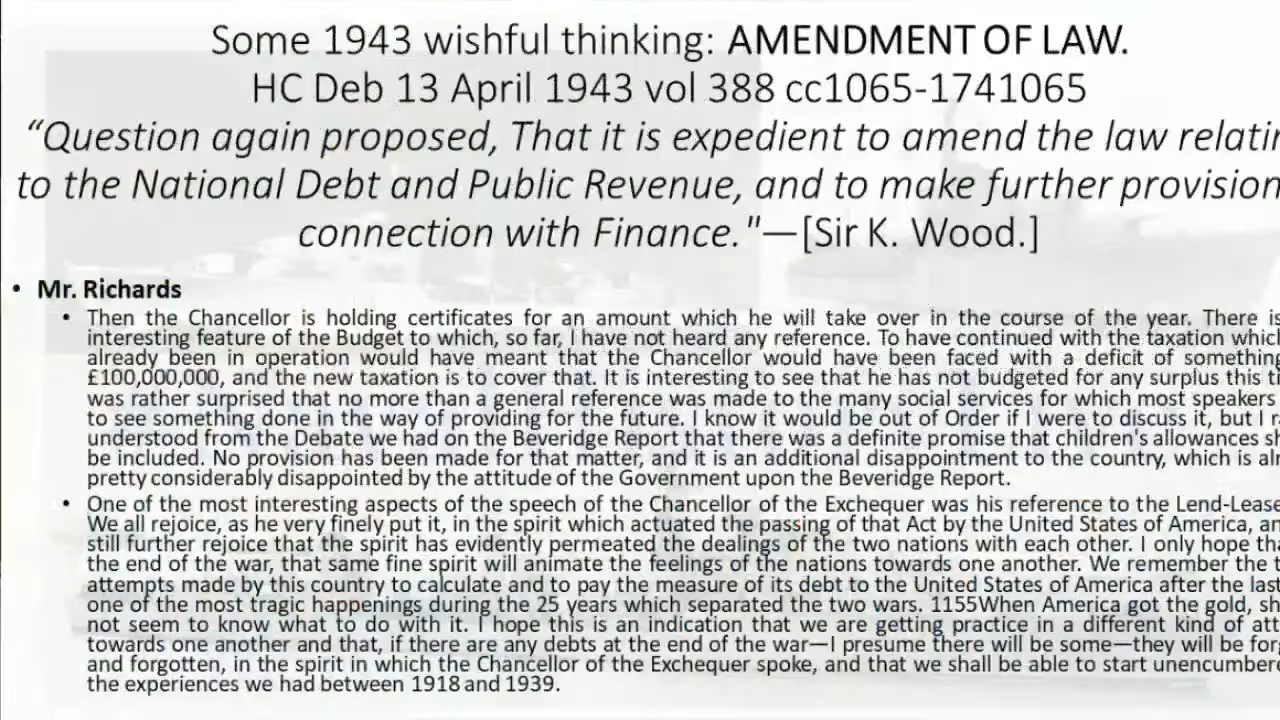 Some 1943 wishful thinking: AMENDMENT OF LAW.
HC Deb 13 April 1943 vol 388 cc1065-1741065
“Question again proposed, That it is expedient to amend the law relatin
to the National Debt and Public Revenue, and to make further provision
connection with Finance."—[Sir K. Wood.]
• Mr. Richards
• Then the Chancellor is holding certificates for an amount which he will take over in the course of the year. There is
interesting feature of the Budget to which, so far, I have not heard any reference. To have continued with the taxation whic
already been in operation would have meant that the Chancellor would have been faced with a deficit of something
£100,000,000, and the new taxation is to cover that. It is interesting to see that he has not budgeted for any surplus this t
was rather surprised that no more than a general reference was made to the many social services for which most speakers
to see something done in the way of providing for the future. I know it would be out of Order if I were to discuss it, but I r
understood from the Debate we had on the Beveridge Report that there was a definite promise that children's allowances sh
be included. No provision has been made for that matter, and it is an additional disappointment to the country, which is alr
pretty considerably disappointed by the attitude of the Government upon the Beveridge Report.
• One of the most interesting aspects of the speech of the Chancellor of the Exchequer was his reference to the Lend-Lease
We all rejoice, as he very finely put it, in the spirit which actuated the passing of that Act by the United States of America, an
still further rejoice that the spirit has evidently permeated the dealings of the two nations with each other. I only hope tha
the end of the war, that same fine spirit will animate the feelings of the nations towards one another. We remember the t
attempts made by this country to calculate and to pay the measure of its debt to the United States of America after the last
one of the most tragic happenings during the 25 years which separated the two wars. 1155When America got the gold, sh
not seem to know what to do with it. I hope this is an indication that we are getting practice in a different kind of att
towards one another and that, if there are any debts at the end of the war—I presume there will be some—they will be for
and forgotten, in the spirit in which the Chancellor of the Exchequer spoke, and that we shall be able to start unencumbere
the experiences we had between 1918 and 1939.